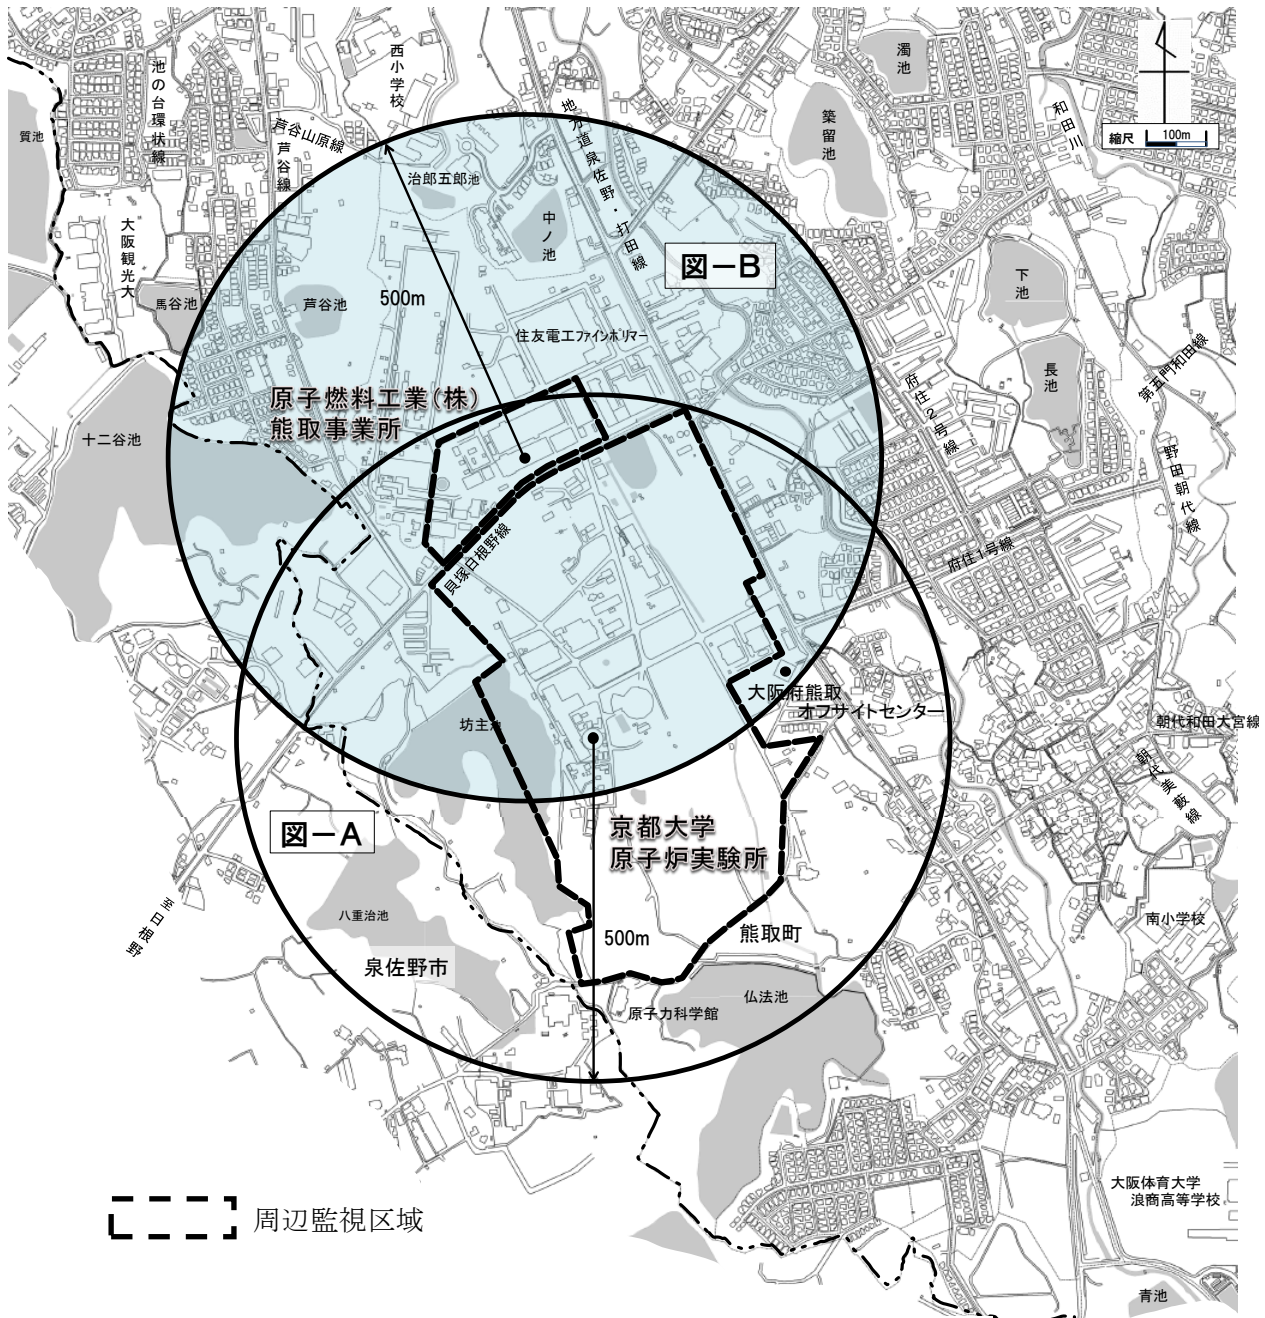 西小学校
濁池
池の台環状線
芦谷山原線
地方道泉佐野・打田線
築留池
和田川
縮尺 100m
質池
芦谷線
治郎五郎池
中ノ池
大阪観光大
図－B
下池
馬谷池
芦谷池
500m
住友電工ファインポリマー
長池
第五門和田線
府住2号線
原子燃料工業(株)
熊取事業所
十二谷池
野田朝代線
貝塚日根野線
府住1号線
大阪府熊取
オフサイトセンター
坊主池
朝代和田大宮線
朝代美薮線
図－A
京都大学
原子炉実験所
八重治池
至日根野
500m
熊取町
南小学校
泉佐野市
仏法池
原子力科学館
大阪体育大学
浪商高等学校
周辺監視区域
青池